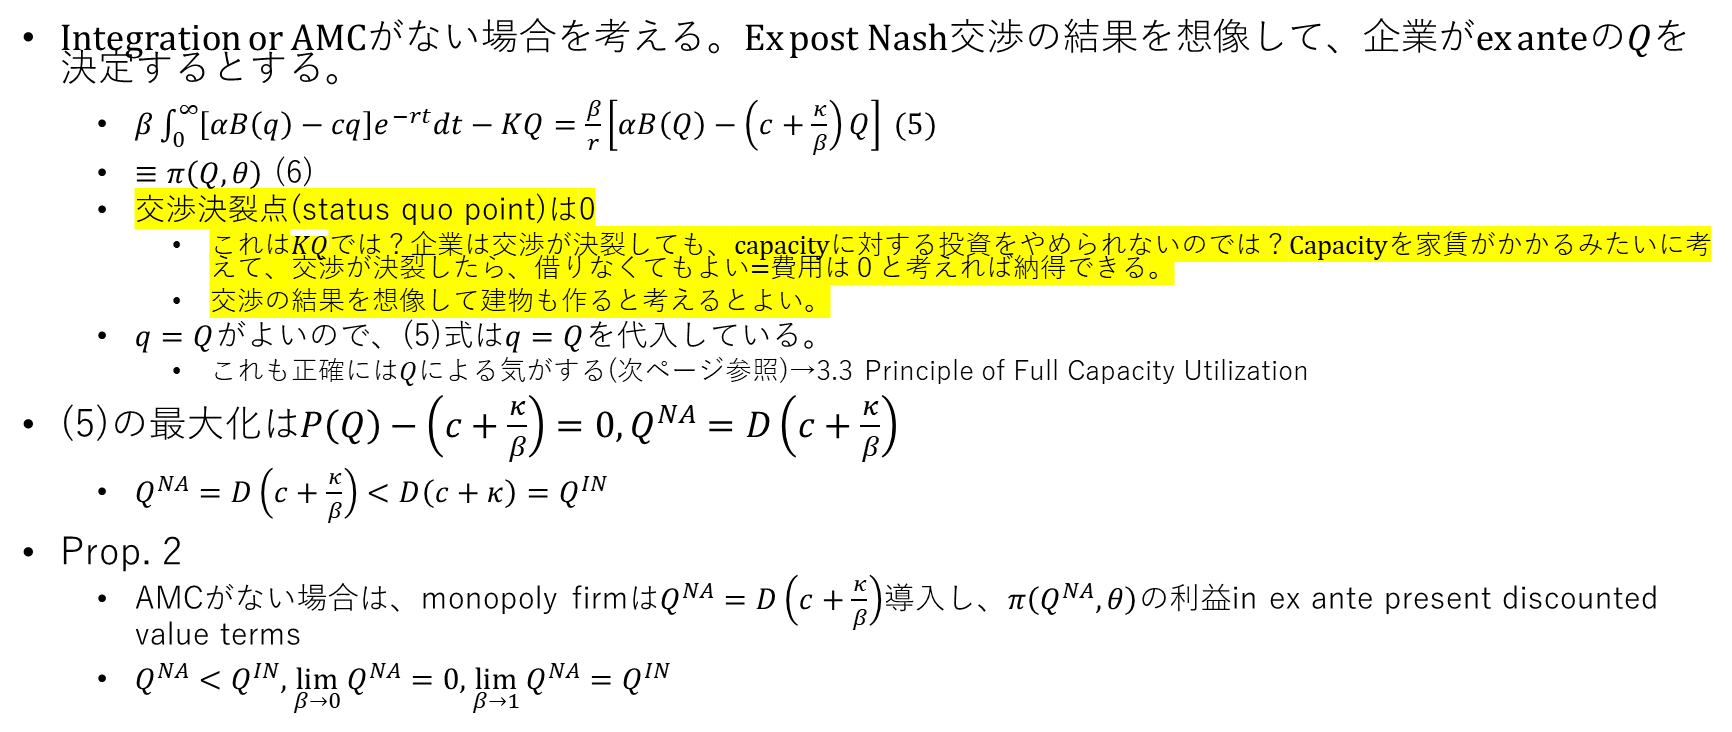 • Integration or AMCがない場合を考える。Ex post Nash交渉の結果を想像して、企業がex anteのQを
決定するとする。
• β∫₀^∞[αB(q) − cq]e^{−rt}dt − KQ = β/r [αB(Q) − (c + κ/β)Q] (5)
• ≡ π(Q, θ) (6)
• 交渉決裂点(status quo point)は0
• これはKQでは？企業は交渉が決裂しても、capacityに対する投資をやめられないのでは？Capacityを家賃がかかるみたいに考
えて、交渉が決裂したら、借りなくてもよい=費用は０と考えれば納得できる。
• 交渉の結果を想像して建物も作ると考えるとよい。
• q = Qがよいので、(5)式はq = Qを代入している。
• これも正確にはQによる気がする(次ページ参照)→3.3 Principle of Full Capacity Utilization
• (5)の最大化はP(Q) − (c + κ/β) = 0, Q^{NA} = D(c + κ/β)
• Q^{NA} = D(c + κ/β) < D(c + κ) = Q^{IN}
• Prop. 2
• AMCがない場合は、monopoly firmはQ^{NA} = D(c + κ/β)導入し、π(Q^{NA}, θ)の利益in ex ante present discounted
value terms
• Q^{NA} < Q^{IN}, lim_{β→0} Q^{NA} = 0, lim_{β→1} Q^{NA} = Q^{IN}